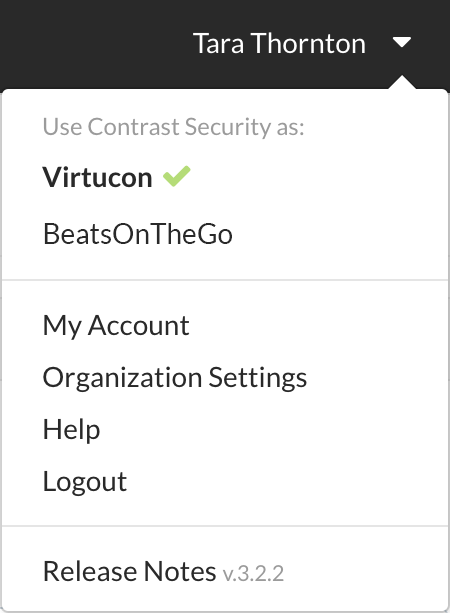 Tara Thornton
Use Contrast Security as:
Virtucon
BeatsOnTheGo
My Account
Organization Settings
Help
Logout
Release Notes v.3.2.2